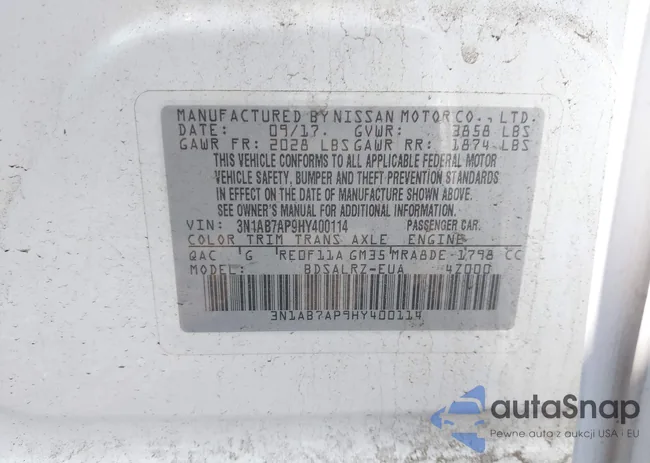 MANUFACTURED BY NISSAN MOTOR CO., LTD.
DATE: 09/17. GVWR: 3858 LBS
GAWR FR: 2028 LBS GAWR RR: 1874 LBS
THIS VEHICLE CONFORMS TO ALL APPLICABLE FEDERAL MOTOR
VEHICLE SAFETY, BUMPER AND THEFT PREVENTION STANDARDS
IN EFFECT ON THE DATE OF MANUFACTURE SHOWN ABOVE.
SEE OWNER'S MANUAL FOR ADDITIONAL INFORMATION
VIN: 3N1AB7AP9HY400114 PASSENGER CAR.
COLOR TRIM TRANS AXLE ENGINE
QAC G RE0F11A GM35 MRA8DE-1798 CC
MODEL: BDSALRZ-EUA 4Z000
3N1AB7AP9HY400114
autoSnap
Pewne auta z aukcji USA · EU